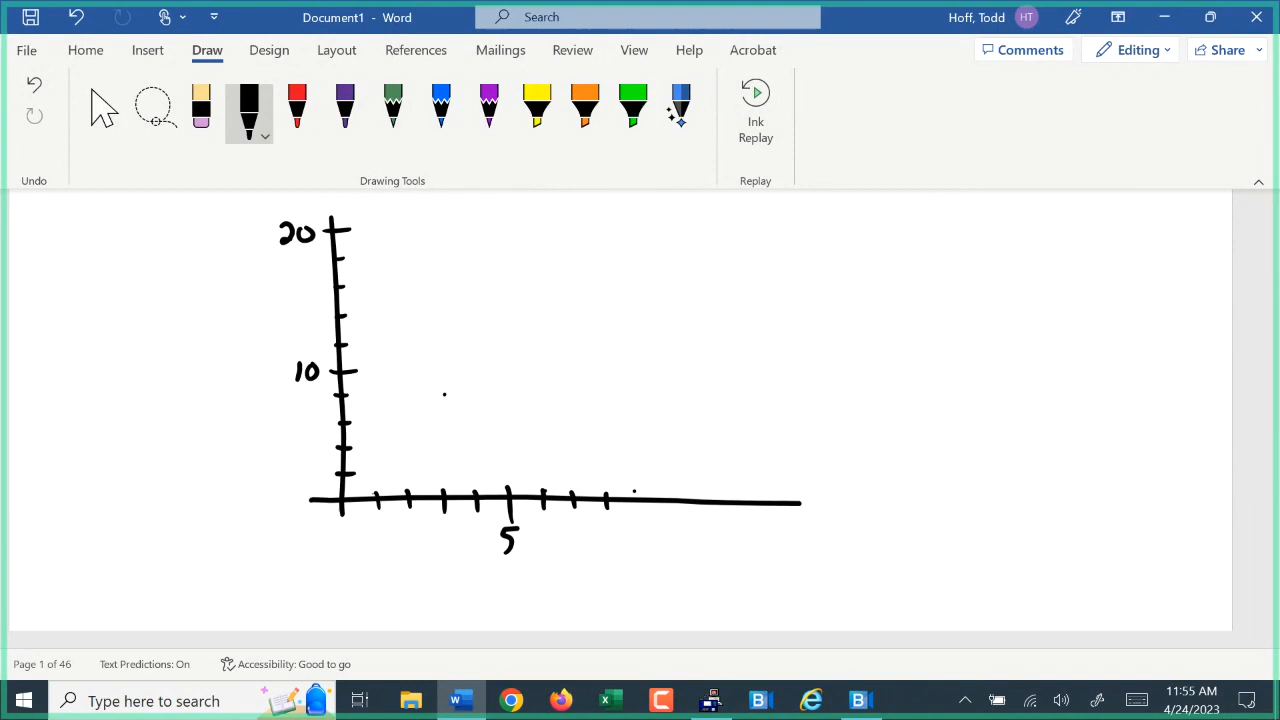 Document1 - Word
Search
Hoff, Todd HT
File Home Insert Draw Design Layout References Mailings Review View Help Acrobat
Comments Editing Share
Ink
Replay
Undo Drawing Tools Replay
20
10
5
Page 1 of 46 Text Predictions: On Accessibility: Good to go
Type here to search
11:55 AM
4/24/2023